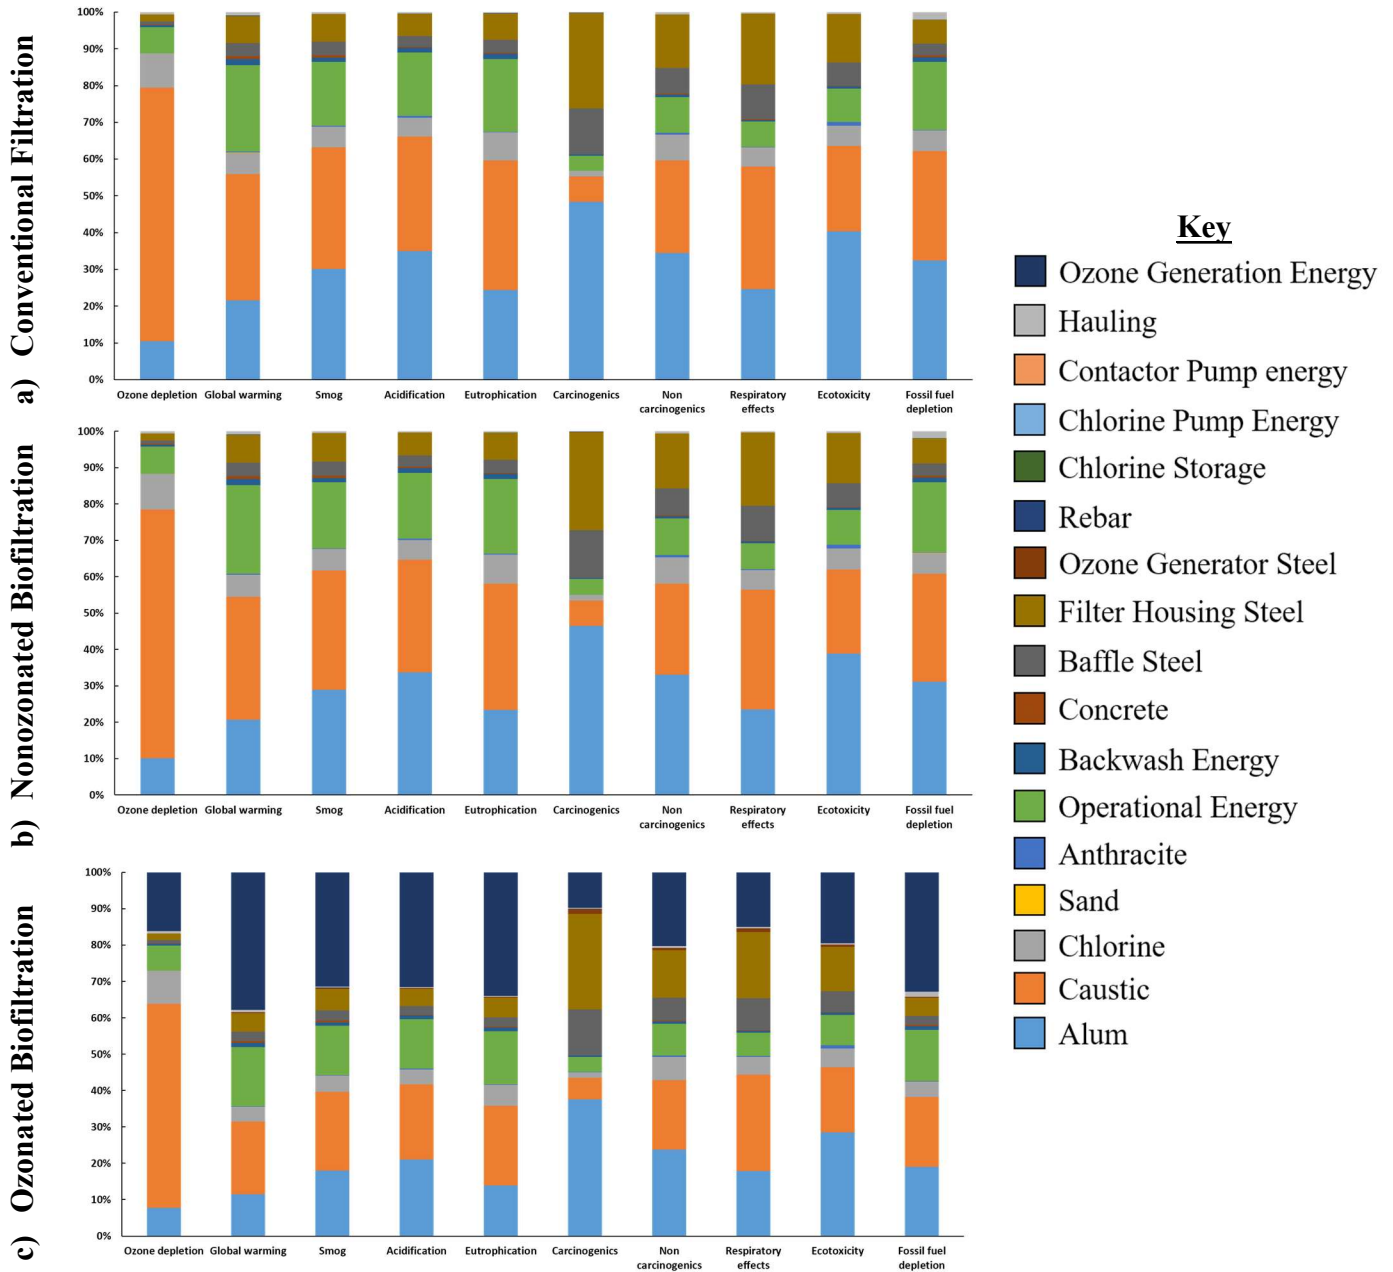 a) Conventional Filtration
100%
90%
80%
70%
60%
50%
40%
30%
20%
10%
0%
Ozone depletion Global warming Smog Acidification Eutrophication Carcinogenics Non carcinogenics Respiratory effects Ecotoxicity Fossil fuel depletion
b) Nonozonated Biofiltration
100%
90%
80%
70%
60%
50%
40%
30%
20%
10%
0%
Ozone depletion Global warming Smog Acidification Eutrophication Carcinogenics Non carcinogenics Respiratory effects Ecotoxicity Fossil fuel depletion
c) Ozonated Biofiltration
100%
90%
80%
70%
60%
50%
40%
30%
20%
10%
0%
Ozone depletion Global warming Smog Acidification Eutrophication Carcinogenics Non carcinogenics Respiratory effects Ecotoxicity Fossil fuel depletion
Key
Ozone Generation Energy
Hauling
Contactor Pump energy
Chlorine Pump Energy
Chlorine Storage
Rebar
Ozone Generator Steel
Filter Housing Steel
Baffle Steel
Concrete
Backwash Energy
Operational Energy
Anthracite
Sand
Chlorine
Caustic
Alum